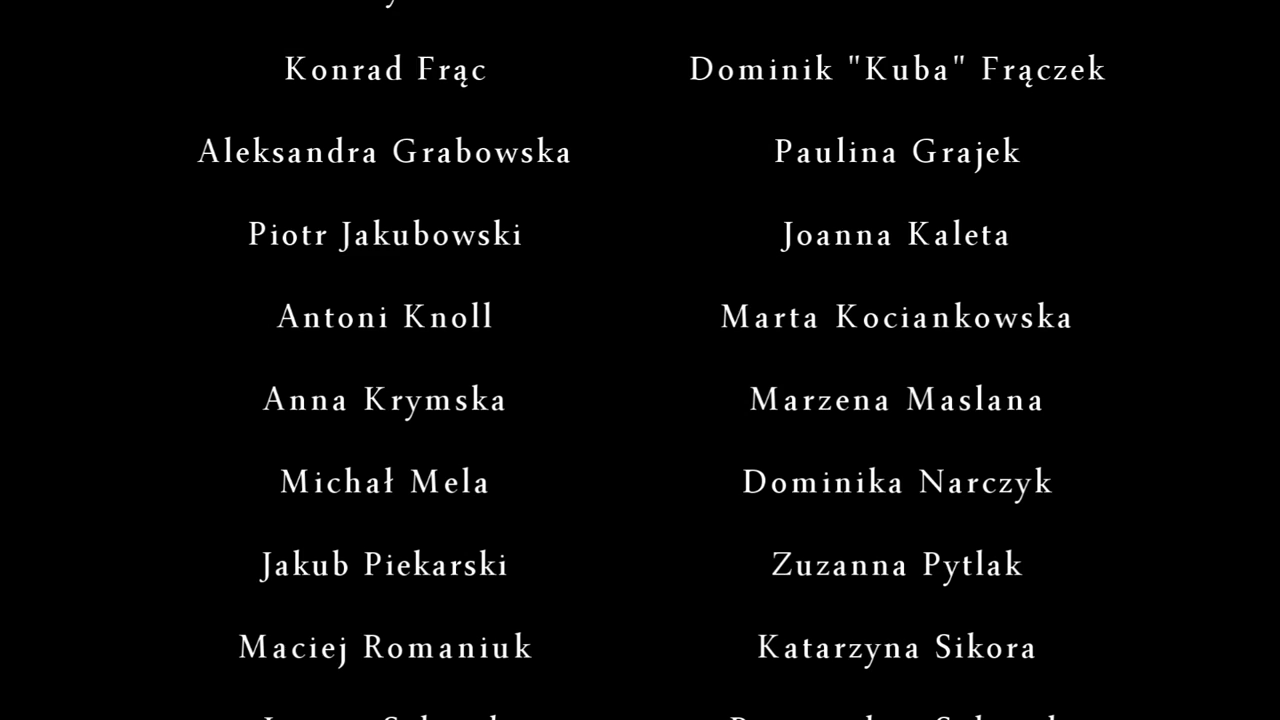 Konrad Frąc Dominik "Kuba" Frączek
Aleksandra Grabowska Paulina Grajek
Piotr Jakubowski Joanna Kaleta
Antoni Knoll Marta Kociankowska
Anna Krymska Marzena Maslana
Michał Mela Dominika Narczyk
Jakub Piekarski Zuzanna Pytlak
Maciej Romaniuk Katarzyna Sikora